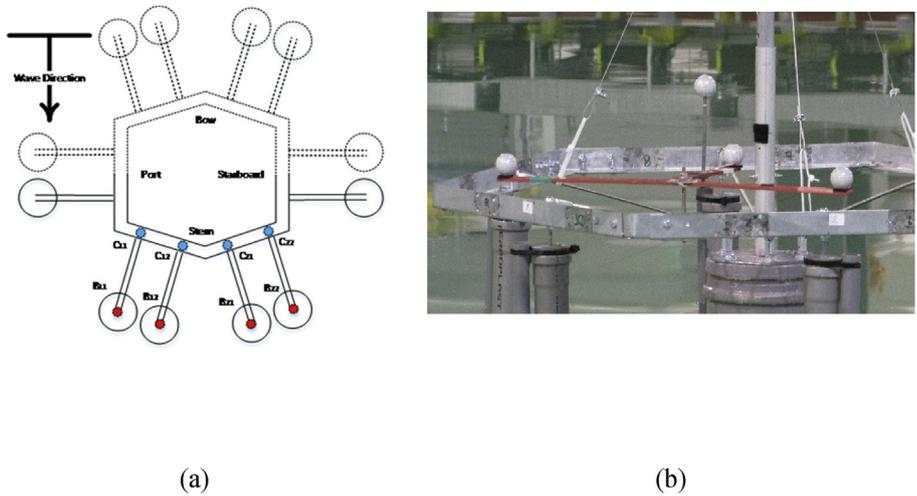 Wave Direction
Bow
Port
Starboard
Stern
C11
C12
C21
C22
B11
B12
B21
B22
(a)
(b)